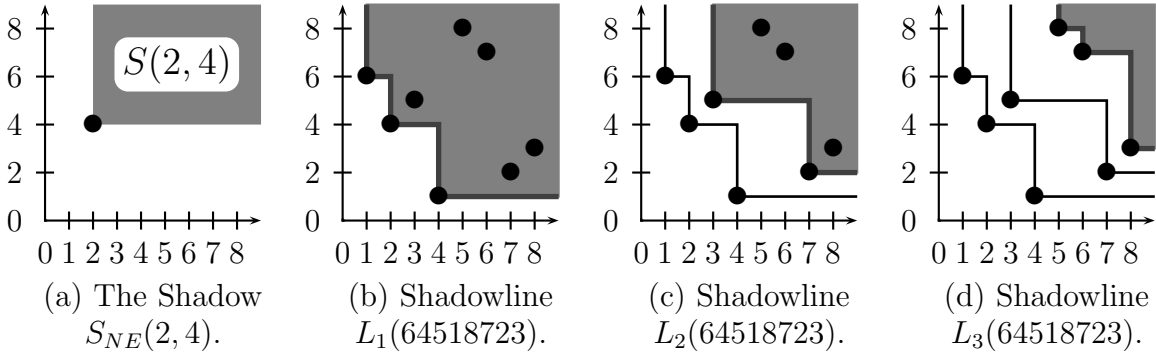 8
6
4
2
0
0 1 2 3 4 5 6 7 8
S(2, 4)
(a) The Shadow
S_{NE}(2, 4).
8
6
4
2
0
0 1 2 3 4 5 6 7 8
(b) Shadowline
L_1(64518723).
8
6
4
2
0
0 1 2 3 4 5 6 7 8
(c) Shadowline
L_2(64518723).
8
6
4
2
0
0 1 2 3 4 5 6 7 8
(d) Shadowline
L_3(64518723).